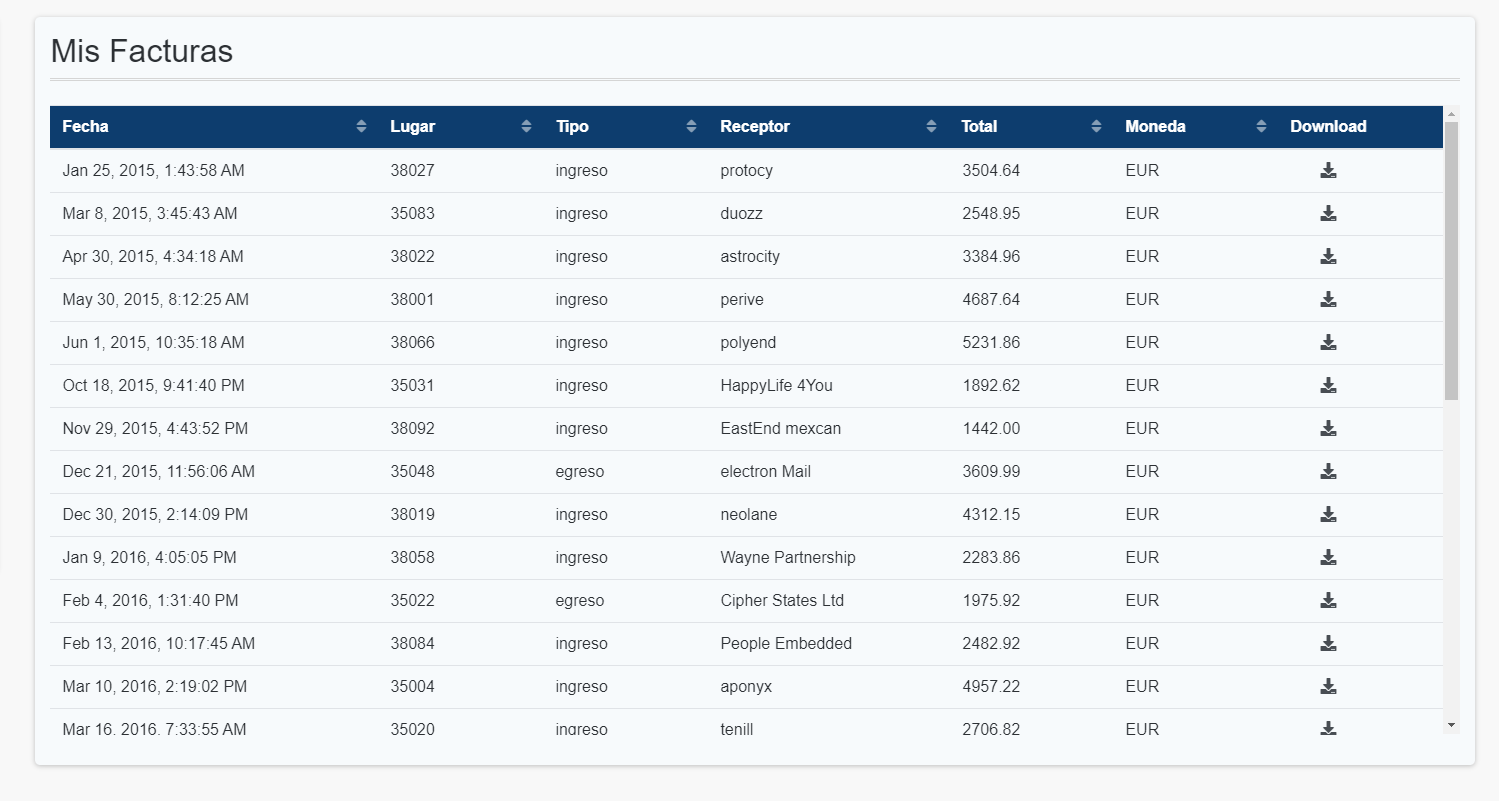 Mis Facturas
Fecha Lugar Tipo Receptor Total Moneda Download
Jan 25, 2015, 1:43:58 AM 38027 ingreso protocy 3504.64 EUR
Mar 8, 2015, 3:45:43 AM 35083 ingreso duozz 2548.95 EUR
Apr 30, 2015, 4:34:18 AM 38022 ingreso astrocity 3384.96 EUR
May 30, 2015, 8:12:25 AM 38001 ingreso perive 4687.64 EUR
Jun 1, 2015, 10:35:18 AM 38066 ingreso polyend 5231.86 EUR
Oct 18, 2015, 9:41:40 PM 35031 ingreso HappyLife 4You 1892.62 EUR
Nov 29, 2015, 4:43:52 PM 38092 ingreso EastEnd mexcan 1442.00 EUR
Dec 21, 2015, 11:56:06 AM 35048 egreso electron Mail 3609.99 EUR
Dec 30, 2015, 2:14:09 PM 38019 ingreso neolane 4312.15 EUR
Jan 9, 2016, 4:05:05 PM 38058 ingreso Wayne Partnership 2283.86 EUR
Feb 4, 2016, 1:31:40 PM 35022 egreso Cipher States Ltd 1975.92 EUR
Feb 13, 2016, 10:17:45 AM 38084 ingreso People Embedded 2482.92 EUR
Mar 10, 2016, 2:19:02 PM 35004 ingreso aponyx 4957.22 EUR
Mar 16, 2016, 7:33:55 AM 35020 ingreso tenill 2706.82 EUR